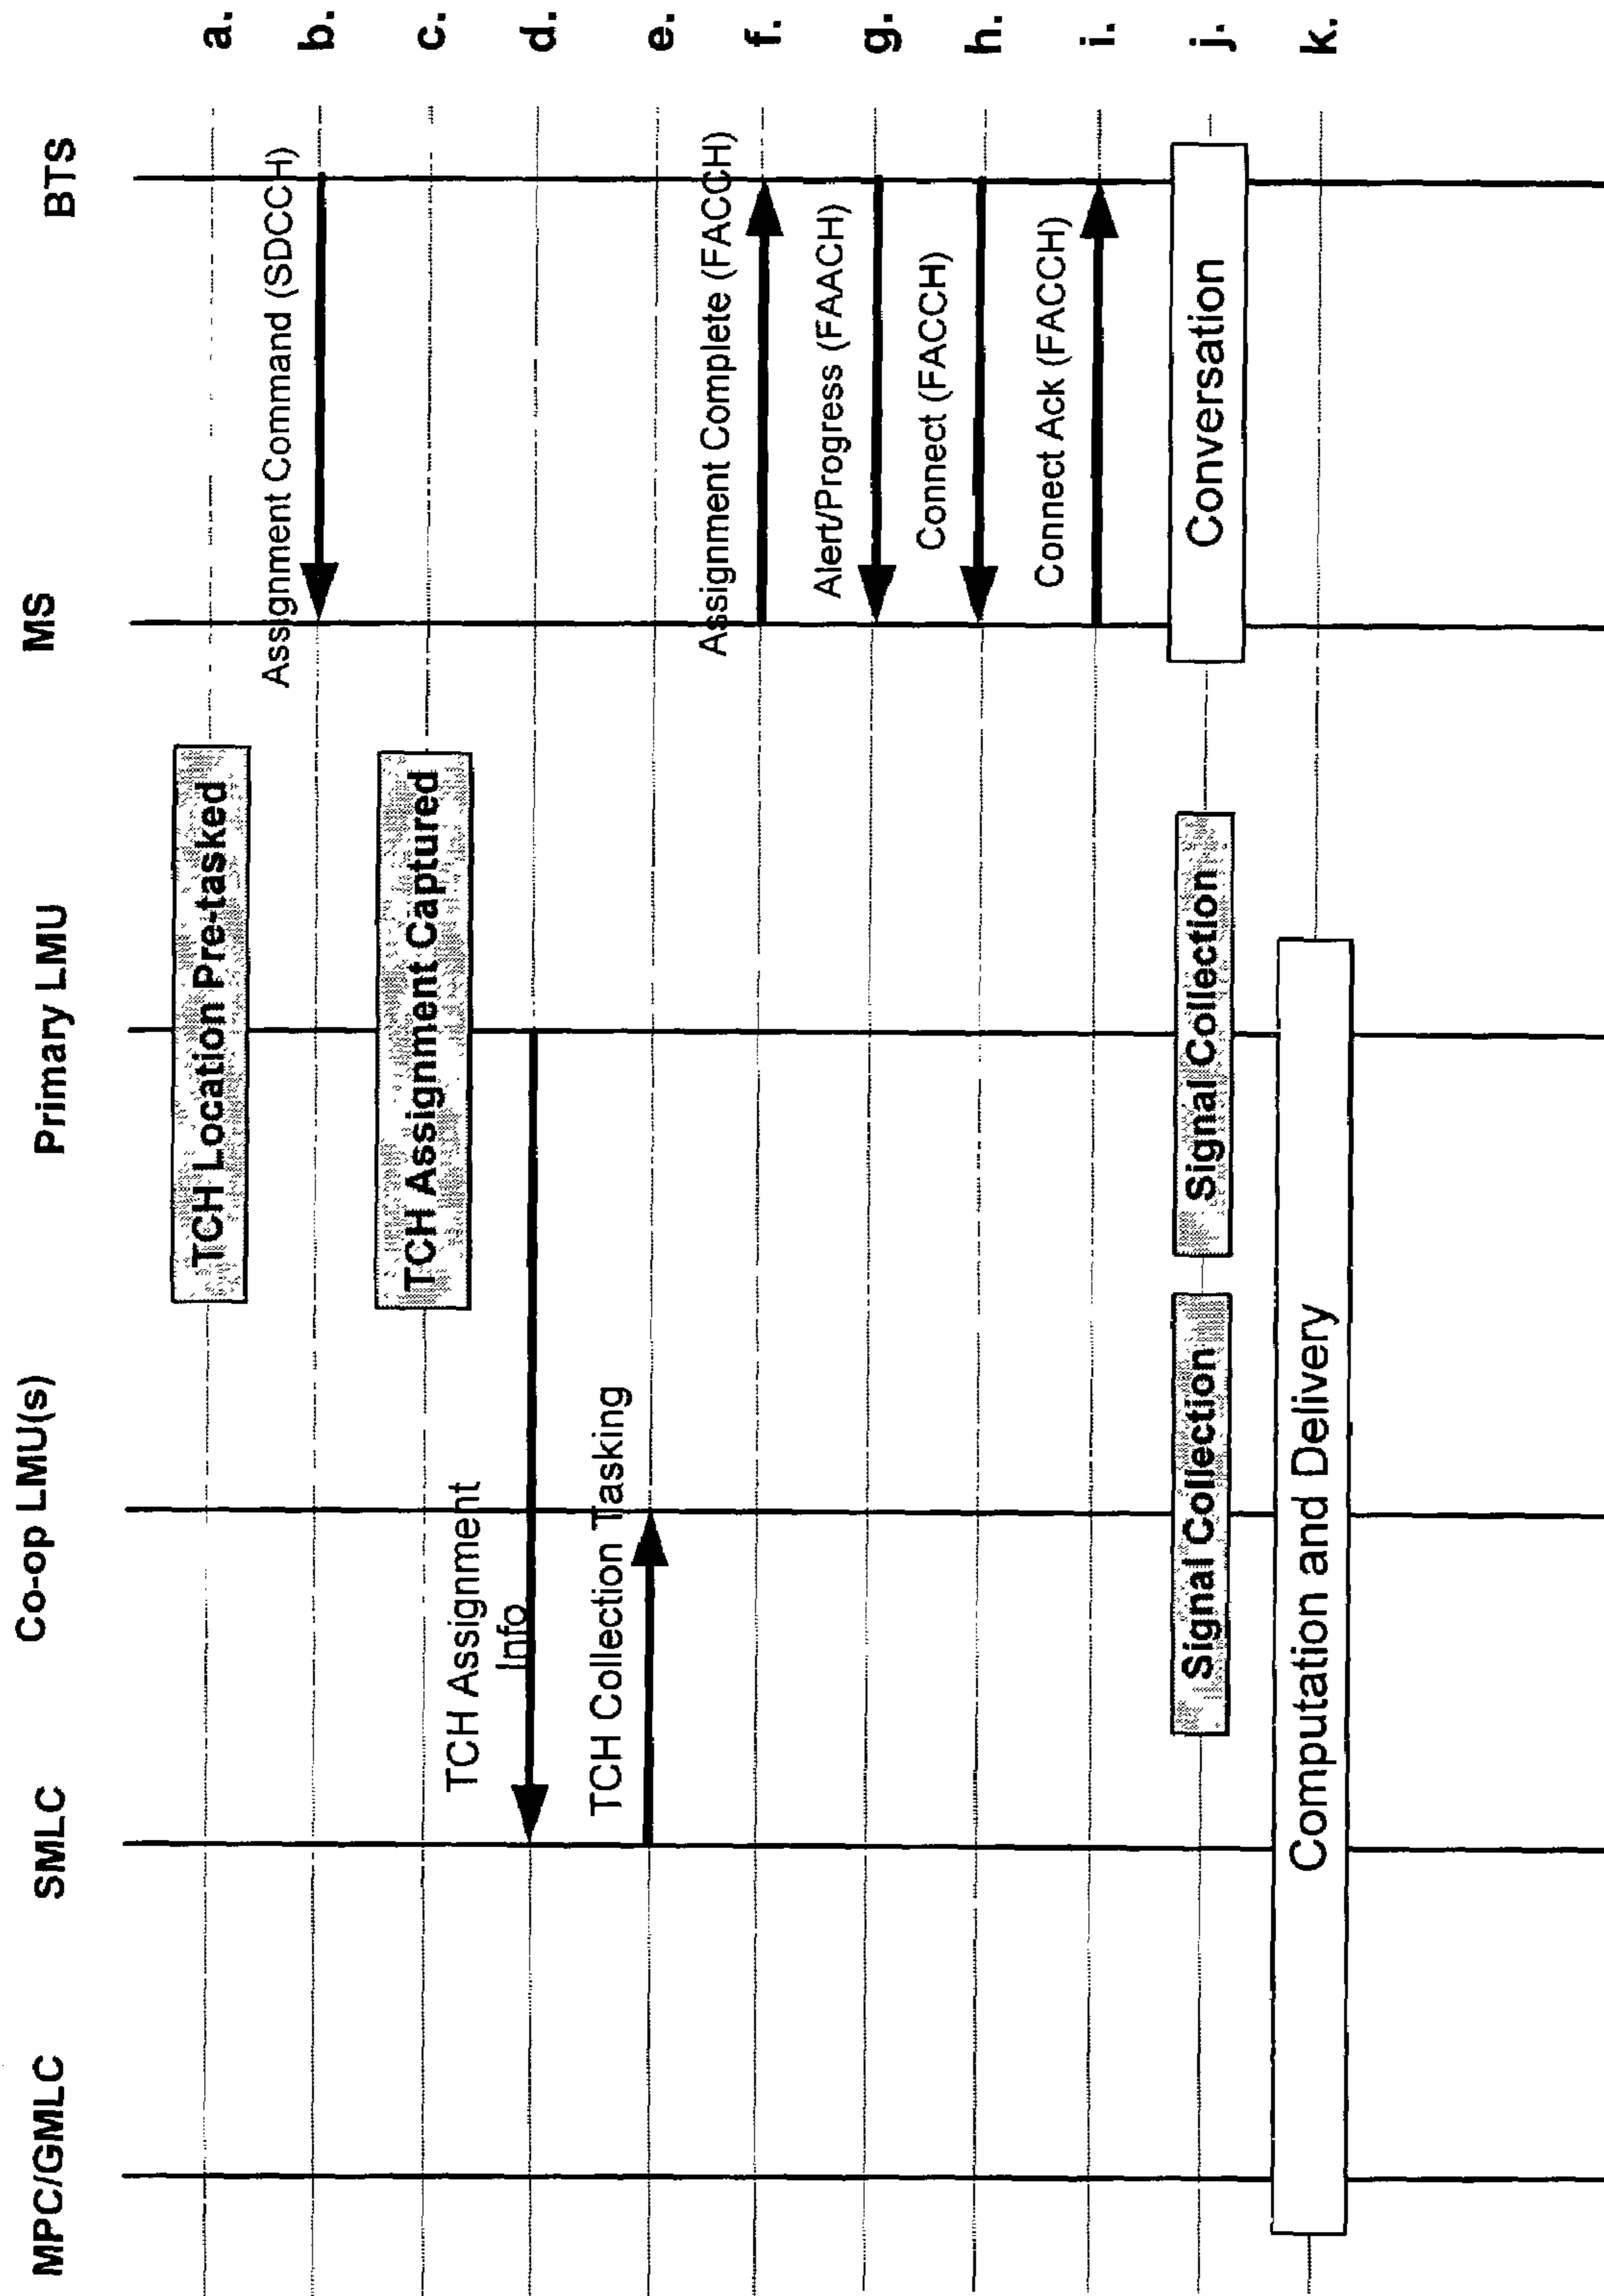 MPC/GMLC
SMLC
Co-op LMU(s)
Primary LMU
MS
BTS
TCH Location Pre-tasked
a.
Assignment Command (SDCCH)
b.
TCH Assignment Captured
c.
TCH Assignment
Info
d.
TCH Collection Tasking
e.
Assignment Complete (FACCH)
f.
Alert/Progress (FAACH)
g.
Connect (FACCH)
h.
Connect Ack (FACCH)
i.
Signal Collection
Signal Collection
Conversation
j.
Computation and Delivery
k.